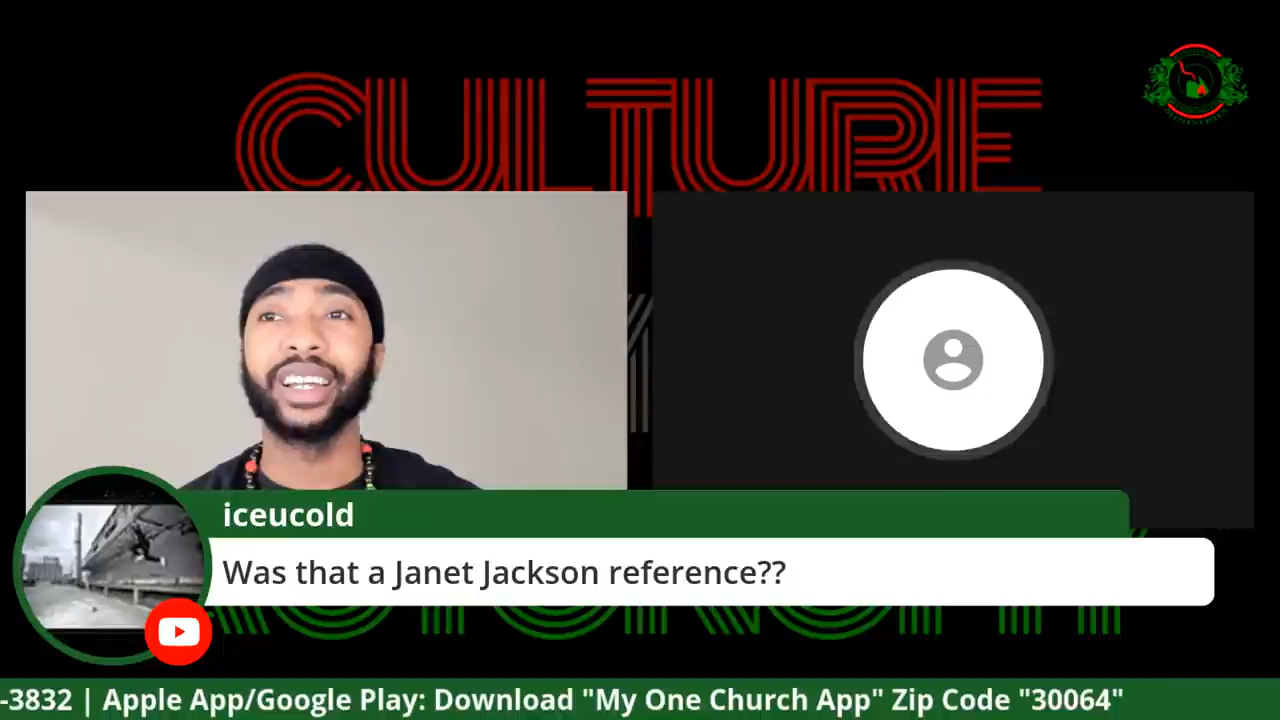 CULTURE
iceucold
Was that a Janet Jackson reference??
-3832 | Apple App/Google Play: Download "My One Church App" Zip Code "30064"